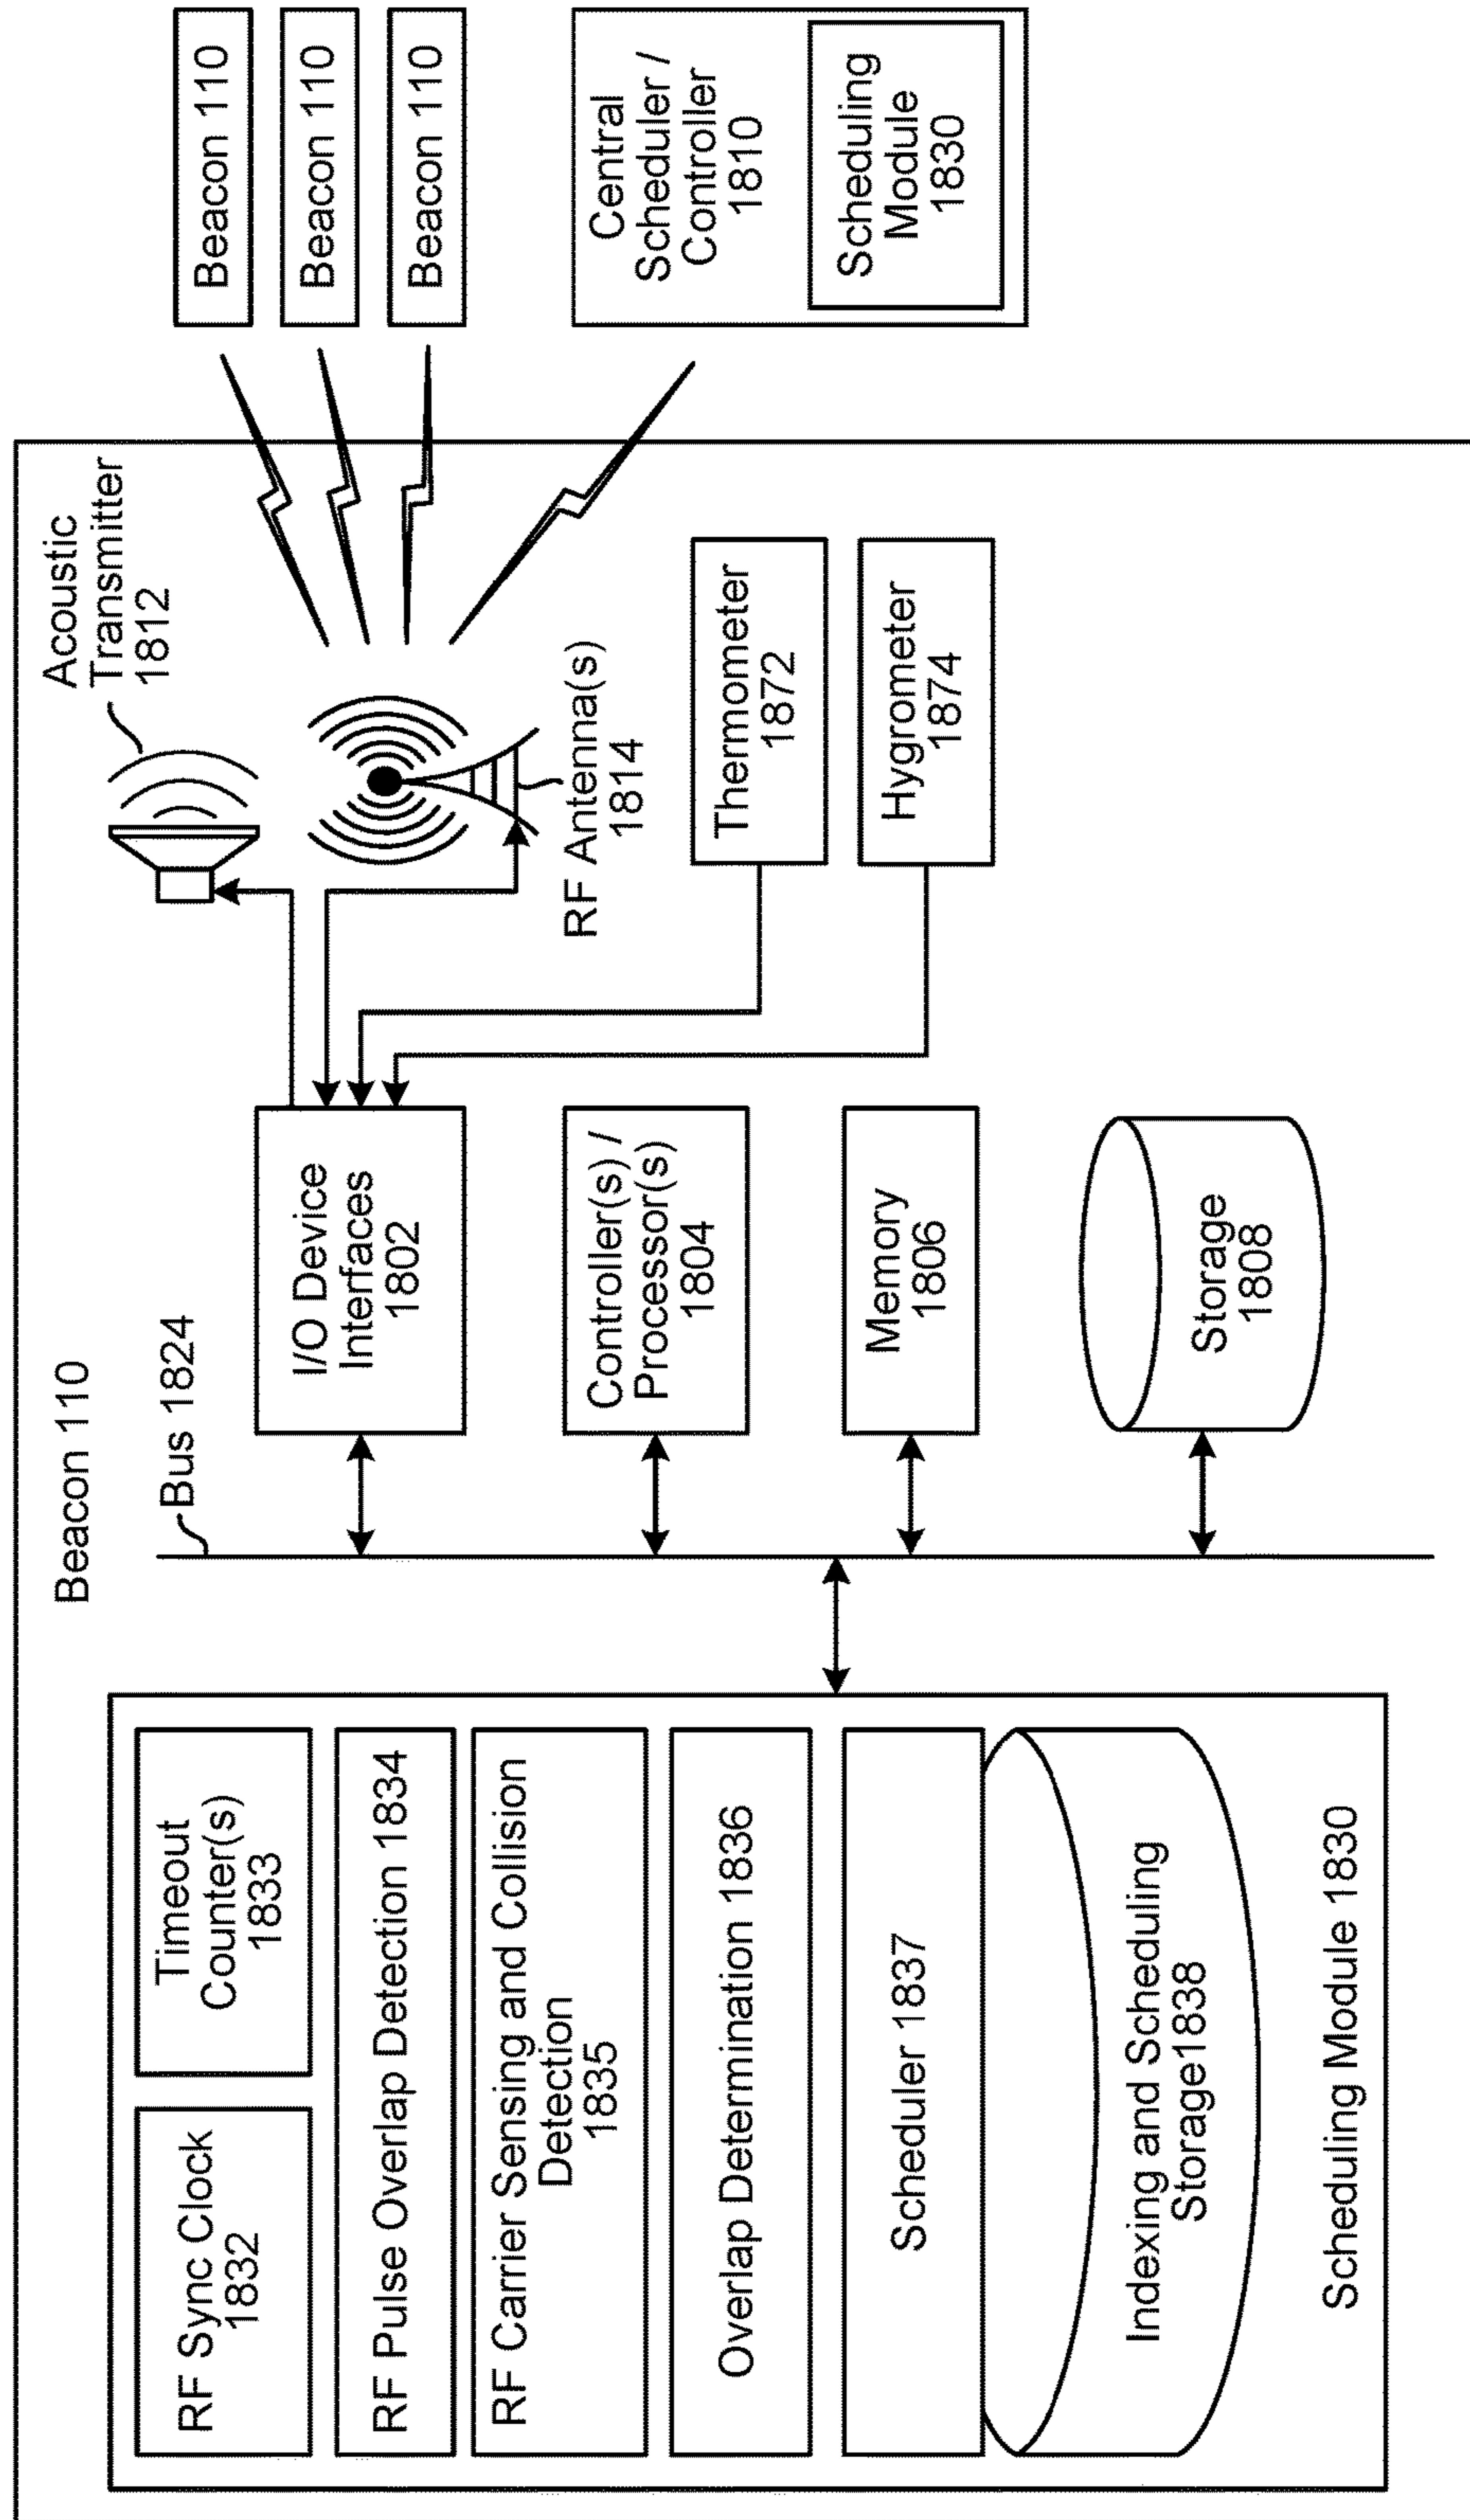 Beacon 110
Bus 1824
RF Sync Clock
1832
Timeout
Counter(s)
1833
RF Pulse Overlap Detection 1834
RF Carrier Sensing and Collision
Detection
1835
Overlap Determination 1836
Scheduler 1837
Indexing and Scheduling
Storage1838
Scheduling Module 1830
I/O Device
Interfaces
1802
Controller(s) /
Processor(s)
1804
Memory
1806
Storage
1808
Acoustic
Transmitter
1812
RF Antenna(s)
1814
Thermometer
1872
Hygrometer
1874
Beacon 110
Beacon 110
Beacon 110
Central
Scheduler /
Controller
1810
Scheduling
Module
1830